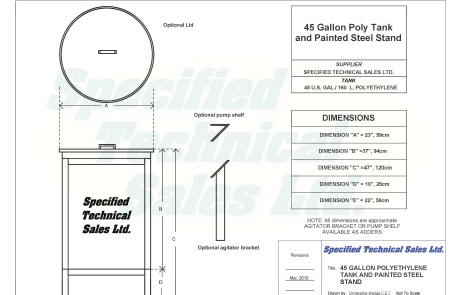 Optional Lid
45 Gallon Poly Tank
and Painted Steel Stand
SUPPLIER
SPECIFIED TECHNICAL SALES LTD.
TANK
45 U.S. GAL./ 160 L. POLYETHYLENE
Specified
Technical
Sales Ltd.
A
Optional pump shelf
DIMENSIONS
DIMENSION "A" = 23", 59cm
DIMENSION "B" =37", 94cm
DIMENSION "C" =47", 120cm
DIMENSION "D" = 10", 26cm
DIMENSION "E" = 22", 56cm
Specified
Technical
Sales Ltd.
B
C
D
Optional agitator bracket
NOTE: All dimensions are approximate
AGITATOR BRACKET OR PUMP SHELF
AVAILABLE AS ADDERS
Revisions
Mar, 2010
Specified Technical Sales Ltd.
Title: 45 GALLON POLYETHYLENE
TANK AND PAINTED STEEL
STAND
Drawn by: Christopher Wedge C.E.T. Not To Scale